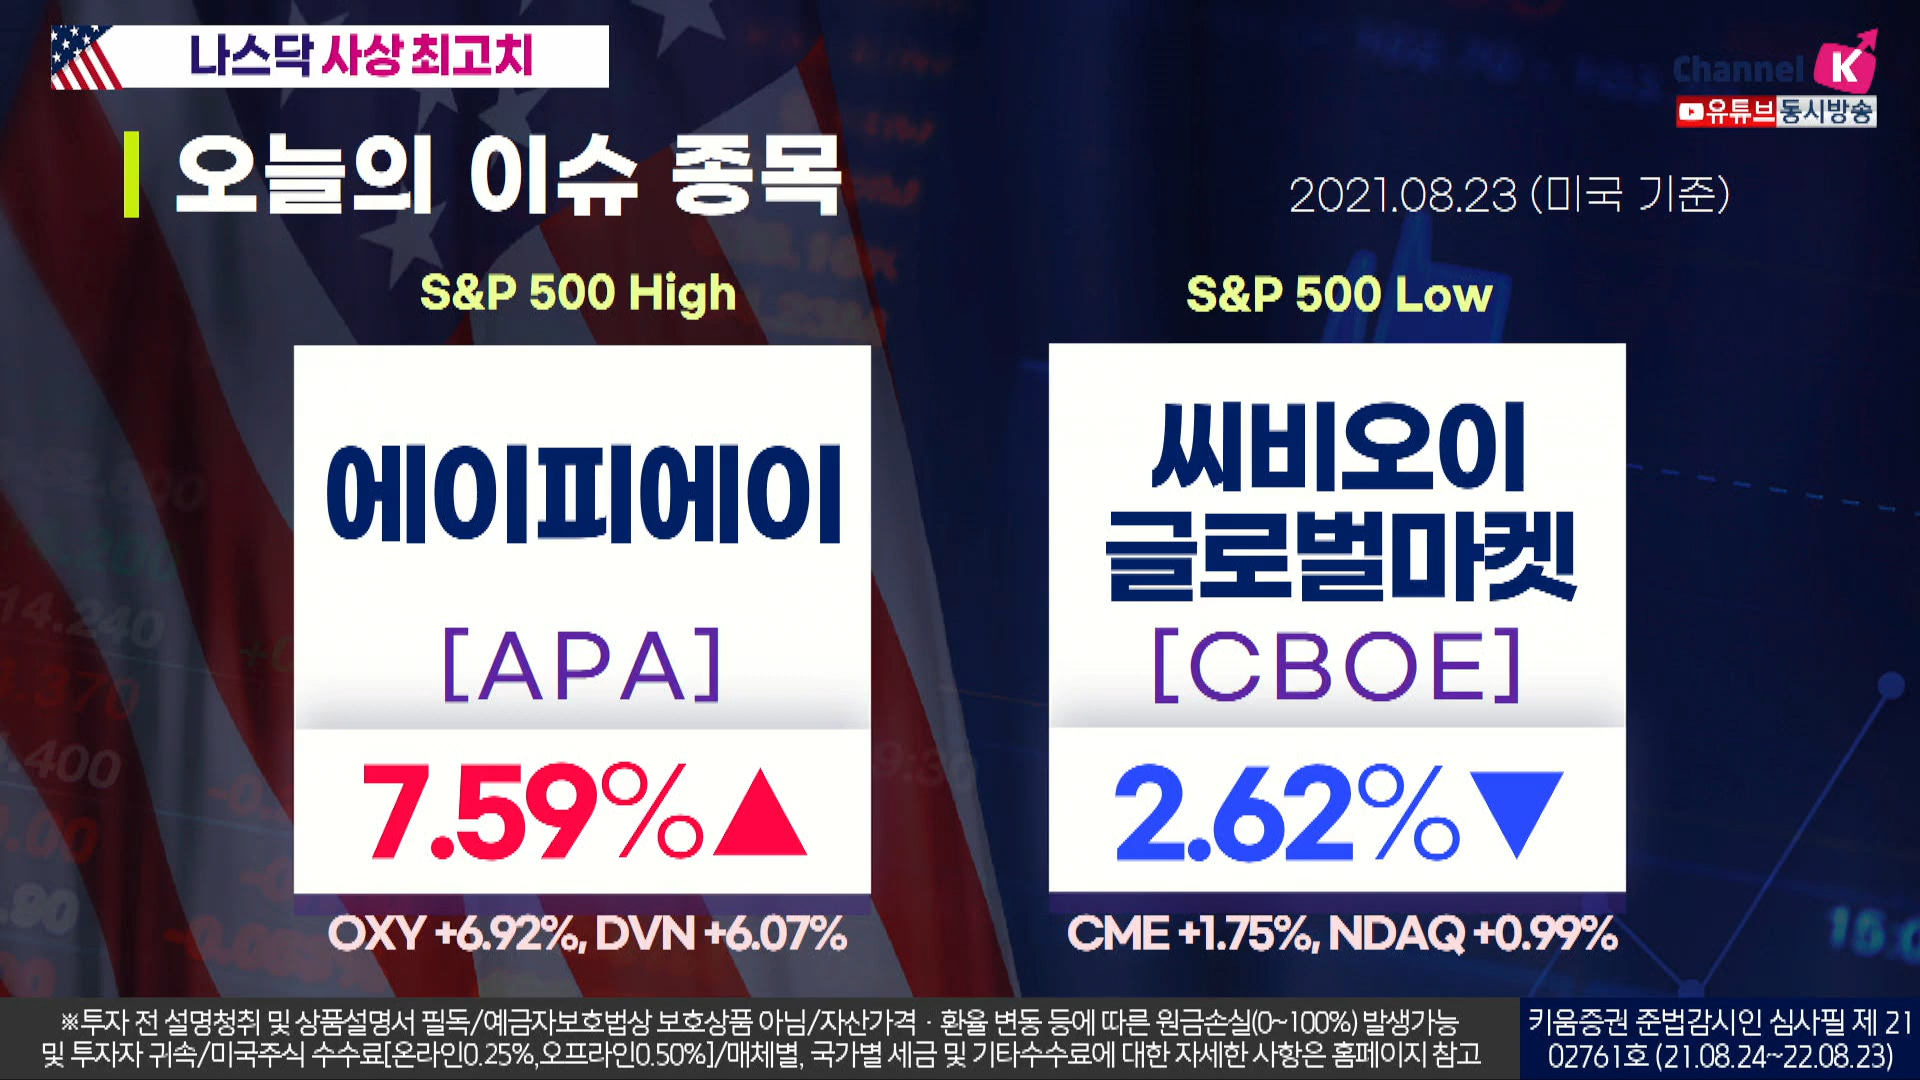 나스닥 사상 최고치
Channel K
유튜브 동시방송
오늘의 이슈 종목
2021.08.23 (미국 기준)
S&P 500 High
에이피에이
[APA]
7.59%▲
OXY +6.92%, DVN +6.07%
S&P 500 Low
씨비오이
글로벌마켓
[CBOE]
2.62%▼
CME +1.75%, NDAQ +0.99%
※투자 전 설명청취 및 상품설명서 필독/예금자보호법상 보호상품 아님/자산가격 · 환율 변동 등에 따른 원금손실(0~100%) 발생가능
및 투자자 귀속/미국주식 수수료[온라인0.25%,오프라인0.50%]/매체별, 국가별 세금 및 기타수수료에 대한 자세한 사항은 홈페이지 참고
키움증권 준법감시인 심사필 제 21
02761호 (21.08.24~22.08.23)